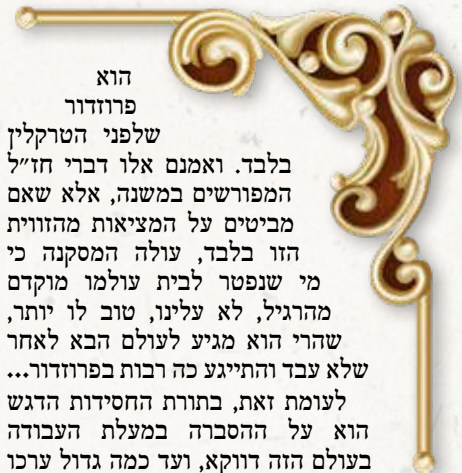 הוא
פרוזדור
שלפני הטרקלין
בלבד. ואמנם אלו דברי חז״ל
המפורשים במשנה, אלא שאם
מביטים על המציאות מהזווית
הזו בלבד, עולה המסקנה כי
מי שנפטר לבית עולמו מוקדם
מהרגיל, לא עלינו, טוב לו יותר,
שהרי הוא מגיע לעולם הבא לאחר
שלא עבד והתייגע כה רבות בפרוזדור...
לעומת זאת, בתורת החסידות הדגש
הוא על ההסברה במעלת העבודה
בעולם הזה דווקא, ועד כמה גדול ערכו